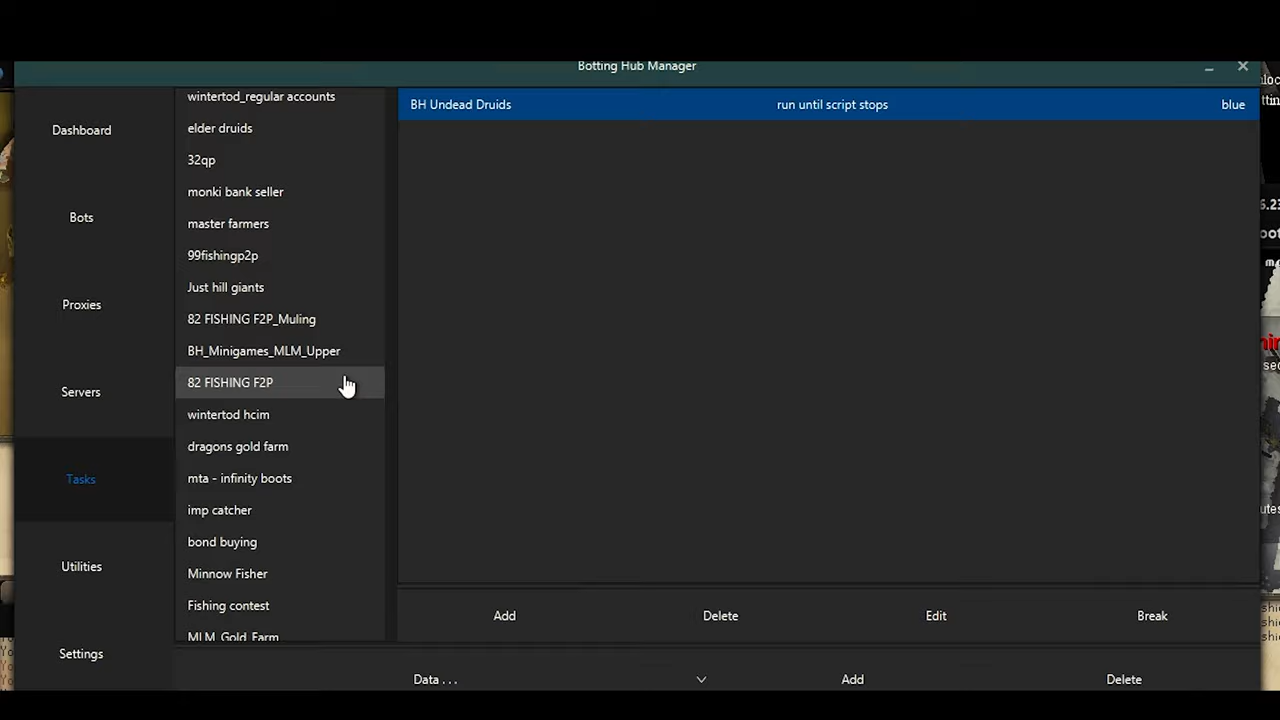 Botting Hub Manager
Dashboard
Bots
Proxies
Servers
Tasks
Utilities
Settings
wintertod_regular accounts
elder druids
32qp
monki bank seller
master farmers
99fishingp2p
Just hill giants
82 FISHING F2P_Muling
BH_Minigames_MLM_Upper
82 FISHING F2P
wintertod hcim
dragons gold farm
mta - infinity boots
imp catcher
bond buying
Minnow Fisher
Fishing contest
MLM_Gold_Farm
BH Undead Druids run until script stops blue
Add Delete Edit Break
Data . . . Add Delete